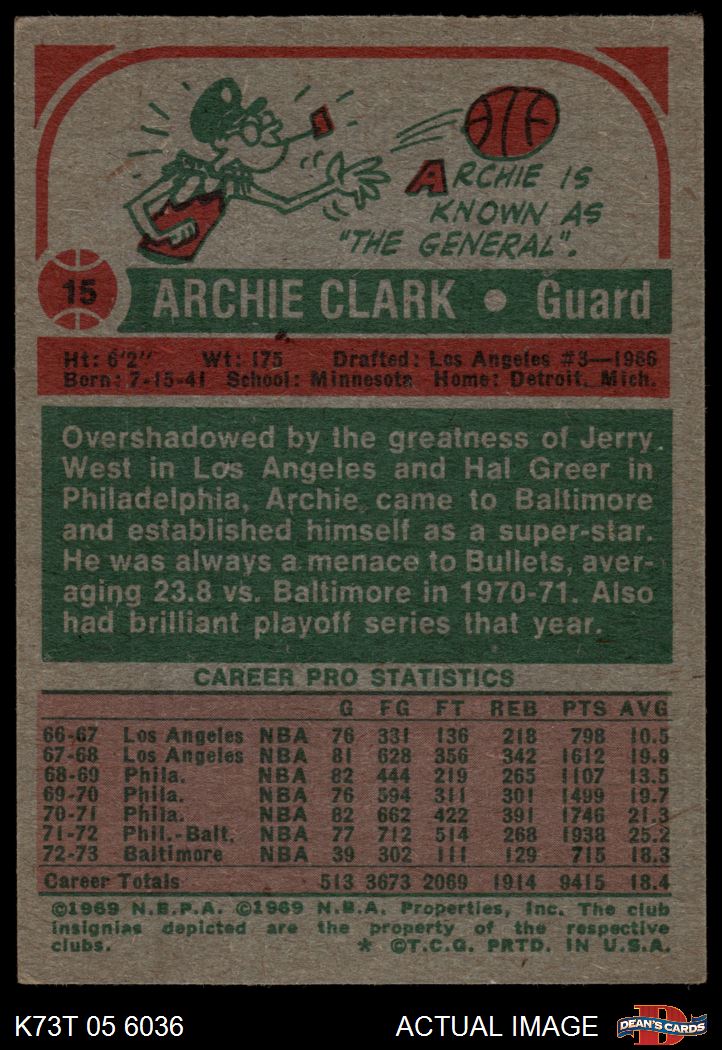 ARCHIE IS
KNOWN AS
"THE GENERAL".
15
ARCHIE CLARK • Guard
Ht: 6'2" Wt: 175 Drafted: Los Angeles #3—1966
Born: 7-15-41 School: Minnesota Home: Detroit, Mich.
Overshadowed by the greatness of Jerry
West in Los Angeles and Hal Greer in
Philadelphia, Archie came to Baltimore
and established himself as a super-star.
He was always a menace to Bullets, aver-
aging 23.8 vs. Baltimore in 1970-71. Also
had brilliant playoff series that year.
CAREER PRO STATISTICS
G FG FT REB PTS AVG
66-67 Los Angeles NBA 76 331 136 218 798 10.5
67-68 Los Angeles NBA 81 628 356 342 1612 19.9
68-69 Phila. NBA 82 444 219 265 1107 13.5
69-70 Phila. NBA 76 594 311 301 1499 19.7
70-71 Phila. NBA 82 662 422 391 1746 21.3
71-72 Phil.-Balt. NBA 77 712 514 268 1938 25.2
72-73 Baltimore NBA 39 302 111 129 715 18.3
Career Totals 513 3673 2069 1914 9415 18.4
©1969 N.B.P.A. ©1969 N.B.A. Properties, Inc. The club
insignias depicted are the property of the respective
clubs. * ©T.C.G. PRTD. IN U.S.A.
K73T 05 6036 ACTUAL IMAGE
D
DEAN'S CARDS